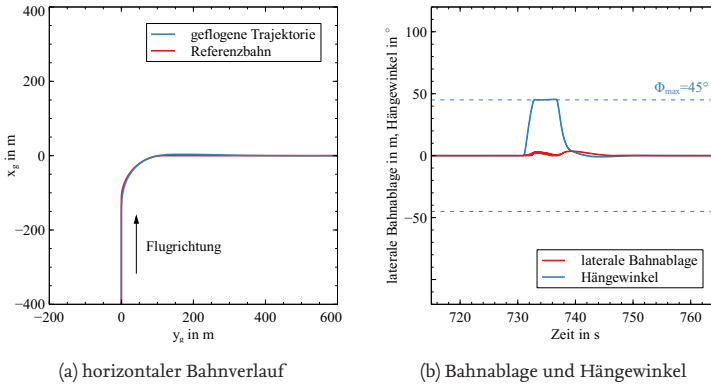 400
200
0
−200
−400
−200
0
200
400
600
x_g in m
y_g in m
geflogene Trajektorie
Referenzbahn
Flugrichtung
(a) horizontaler Bahnverlauf
100
50
0
−50
720
730
740
750
760
laterale Bahnablage in m, Hängewinkel in °
Zeit in s
Φ_max=45°
laterale Bahnablage
Hängewinkel
(b) Bahnablage und Hängewinkel